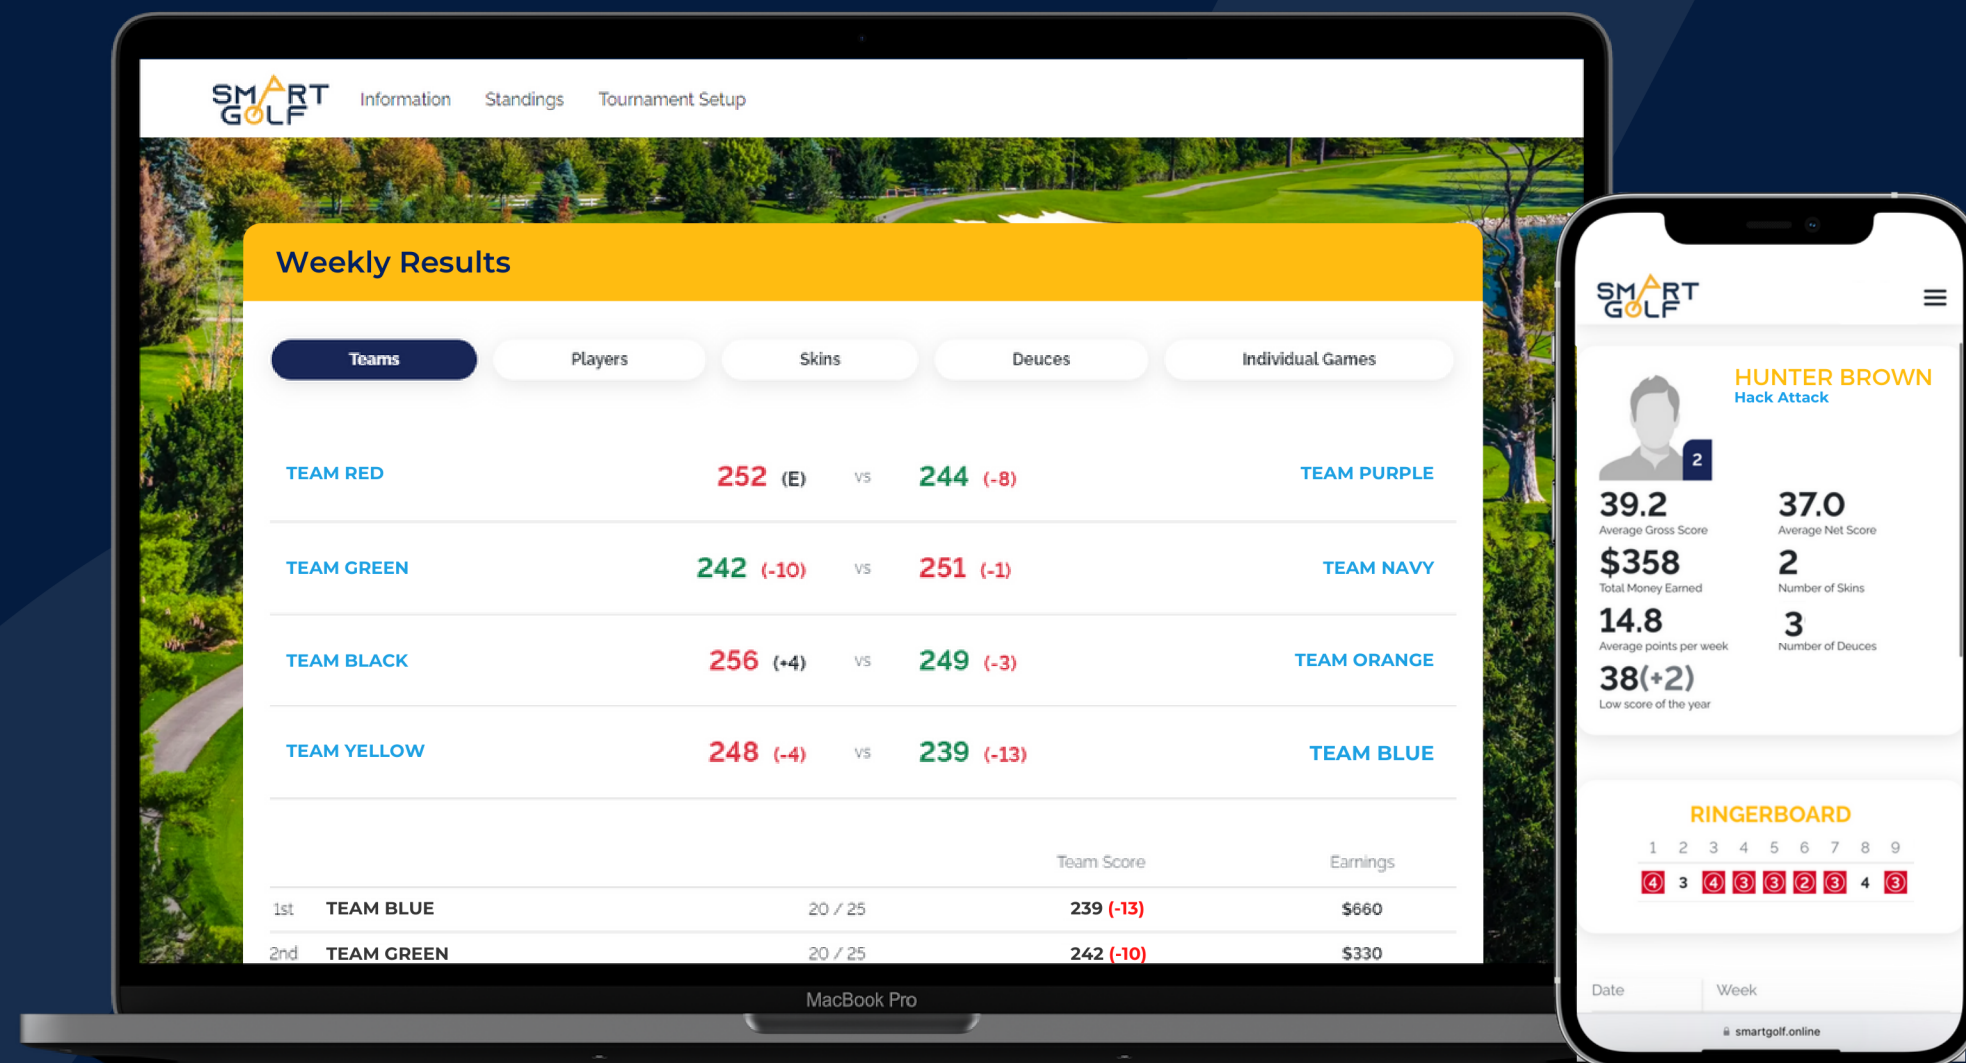 SMART GOLF Information Standings Tournament Setup
Weekly Results
Teams Players Skins Deuces Individual Games
TEAM RED 252 (E) vs 244 (-8) TEAM PURPLE
TEAM GREEN 242 (-10) vs 251 (-1) TEAM NAVY
TEAM BLACK 256 (+4) vs 249 (-3) TEAM ORANGE
TEAM YELLOW 248 (-4) vs 239 (-13) TEAM BLUE
Team Score Earnings
1st TEAM BLUE 20 / 25 239 (-13) $660
2nd TEAM GREEN 20 / 25 242 (-10) $330
MacBook Pro
SMART GOLF
HUNTER BROWN
Hack Attack
2
39.2 37.0
Average Gross Score Average Net Score
$358 2
Total Money Earned Number of Skins
14.8 3
Average points per week Number of Deuces
38(+2)
Low score of the year
RINGERBOARD
1 2 3 4 5 6 7 8 9
4 3 4 3 3 2 3 4 3
Date Week
smartgolf.online